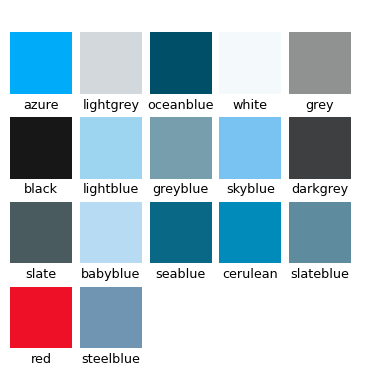 azure lightgrey oceanblue white grey
black lightblue greyblue skyblue darkgrey
slate babyblue seablue cerulean slateblue
red steelblue